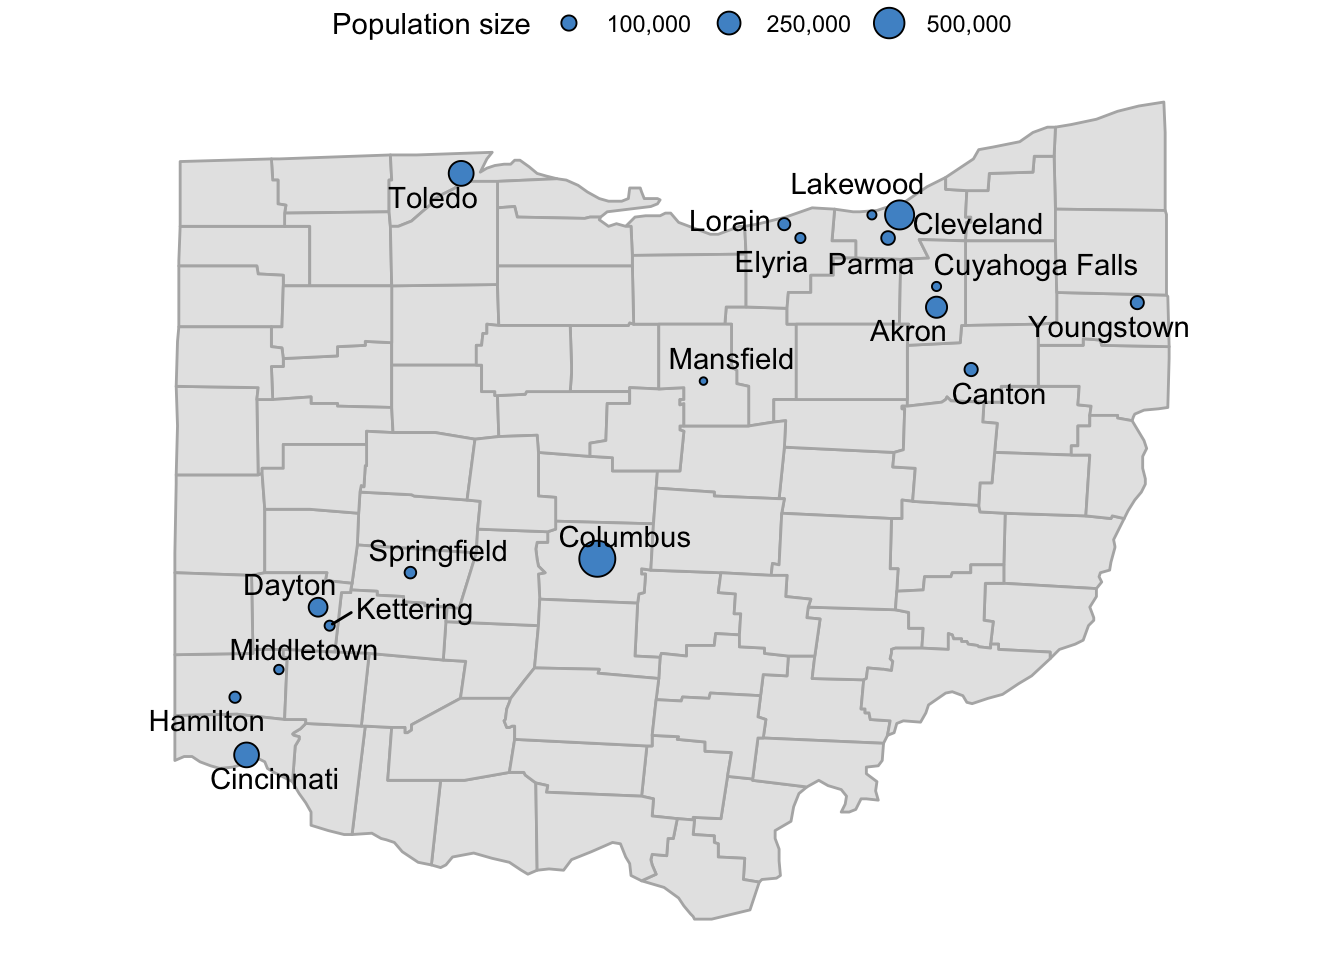 Population size 100,000 250,000 500,000
Lakewood
Toledo
Lorain
Cleveland
Elyria
Parma
Cuyahoga Falls
Akron
Youngstown
Mansfield
Canton
Columbus
Springfield
Dayton
Kettering
Middletown
Hamilton
Cincinnati